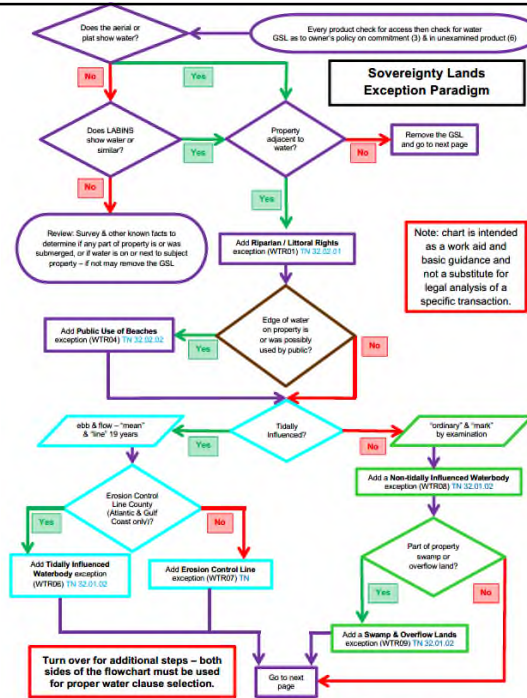 Does the aerial or
plat show water?
Every product check for access then check for water
GSL as to owner's policy on commitment (3) & in unexamined product (6)
Sovereignty Lands
Exception Paradigm
No
Yes
Does LABINS
show water or
similar?
Yes
Property
adjacent to
water?
No
Remove the GSL
and go to next page
No
Yes
Review: Survey & other known facts to
determine if any part of property is or was
submerged, or if water is on or next to subject
property – if not may remove the GSL
Add Riparian / Littoral Rights
exception (WTR01) TN 32.02.01
Note: chart is intended
as a work aid and
basic guidance and
not a substitute for
legal analysis of a
specific transaction.
Edge of water
on property is
or was possibly
used by public?
Add Public Use of Beaches
exception (WTR04) TN 32.02.02
Yes
No
ebb & flow – "mean"
& "line" 19 years
Yes
Tidally
Influenced?
No
"ordinary" & "mark"
by examination
Add a Non-tidally Influenced Waterbody
exception (WTR08) TN 32.01.02
Erosion Control
Line County
(Atlantic & Gulf
Coast only)?
Yes
No
Part of property
swamp or
overflow land?
Yes
No
Add Tidally Influenced
Waterbody exception
(WTR06) TN 32.01.02
Add Erosion Control Line
exception (WTR07) TN
Add a Swamp & Overflow Lands
exception (WTR09) TN 32.01.02
Turn over for additional steps – both
sides of the flowchart must be used
for proper water clause selection.
Go to next
page